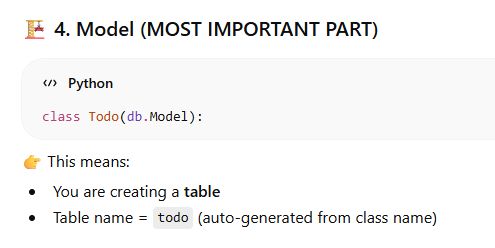 🏗️ 4. Model (MOST IMPORTANT PART)
</> Python
class Todo(db.Model):
👉 This means:
• You are creating a table
• Table name = todo (auto-generated from class name)